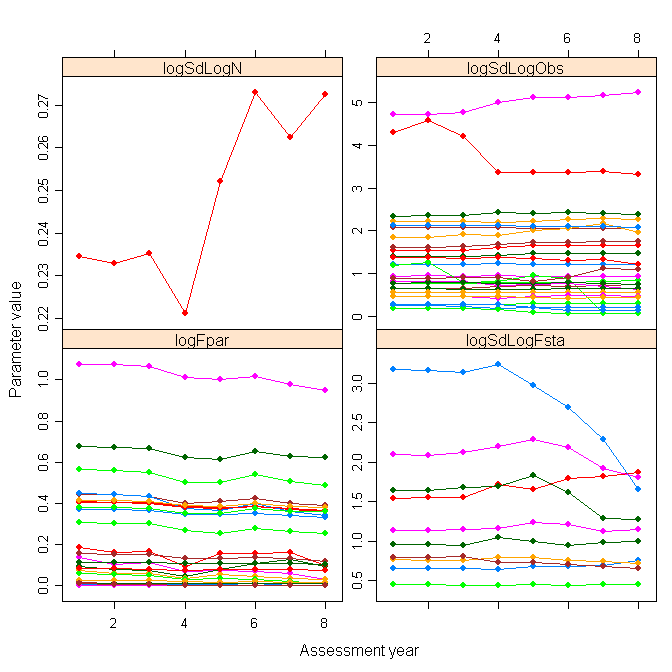 2 4 6 8
logSdLogN logSdLogObs
0.22 0.23 0.24 0.25 0.26 0.27
0 1 2 3 4 5
logFpar logSdLogFsta
0.0 0.2 0.4 0.6 0.8 1.0
0.5 1.0 1.5 2.0 2.5 3.0
Parameter value
2 4 6 8
Assessment year